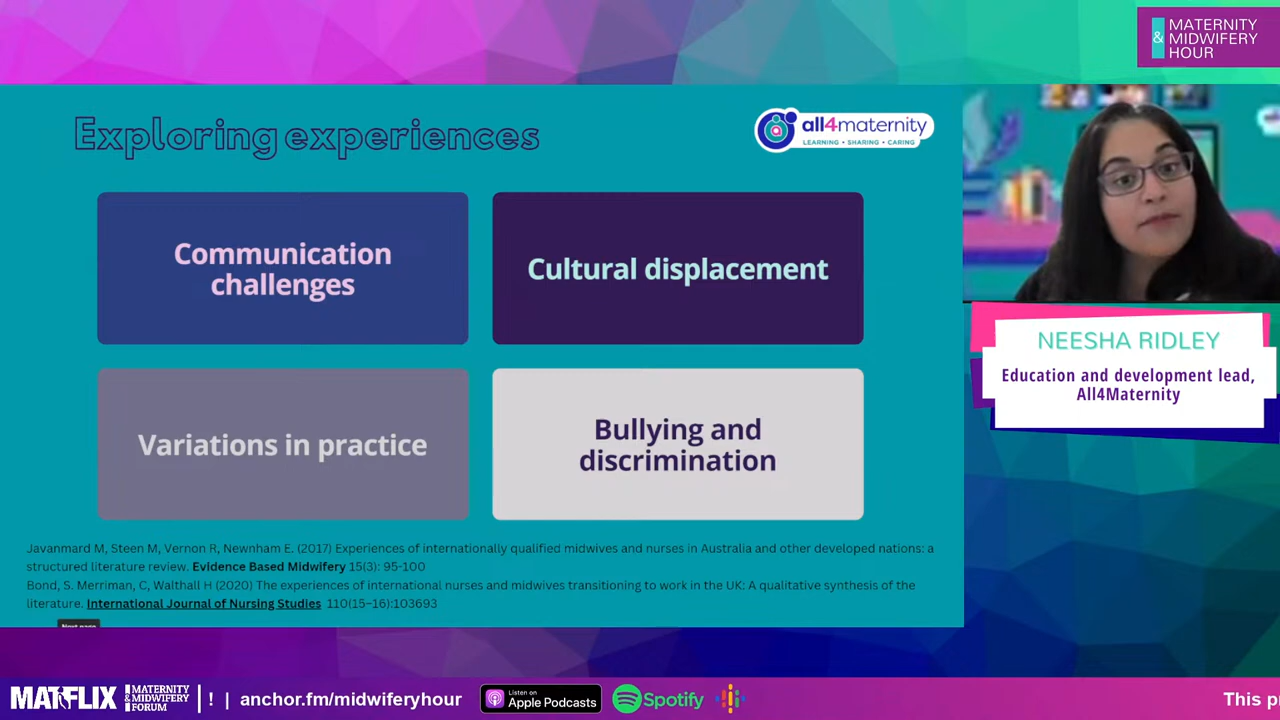 MATERNITY
& MIDWIFERY
HOUR
Exploring experiences
all4maternity
LEARNING • SHARING • CARING
Communication
challenges
Cultural displacement
Variations in practice
Bullying and
discrimination
NEESHA RIDLEY
Education and development lead,
All4Maternity
Javanmard M, Steen M, Vernon R, Newnham E. (2017) Experiences of internationally qualified midwives and nurses in Australia and other developed nations: a
structured literature review. Evidence Based Midwifery 15(3): 95-100
Bond, S. Merriman, C, Walthall H (2020) The experiences of international nurses and midwives transitioning to work in the UK: A qualitative synthesis of the
literature. International Journal of Nursing Studies 110(15–16):103693
Next page
MATFLIX
MATERNITY
& MIDWIFERY
FORUM
| ! | anchor.fm/midwiferyhour
Listen on
Apple Podcasts
Spotify
This p